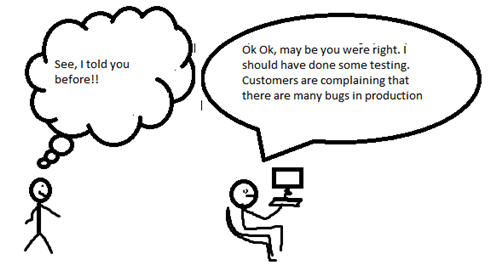 See, I told you
before!!
Ok Ok, may be you were right. I
should have done some testing.
Customers are complaining that
there are many bugs in production